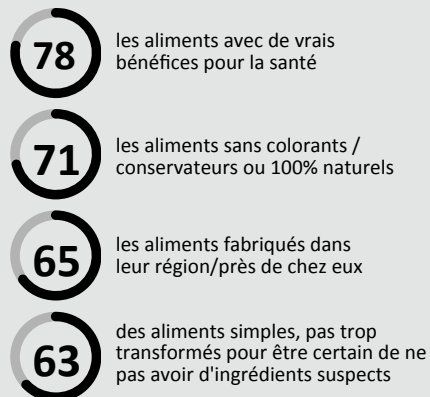 78
les aliments avec de vrais
bénéfices pour la santé
71
les aliments sans colorants /
conservateurs ou 100% naturels
65
les aliments fabriqués dans
leur région/près de chez eux
63
des aliments simples, pas trop
transformés pour être certain de ne
pas avoir d'ingrédients suspects